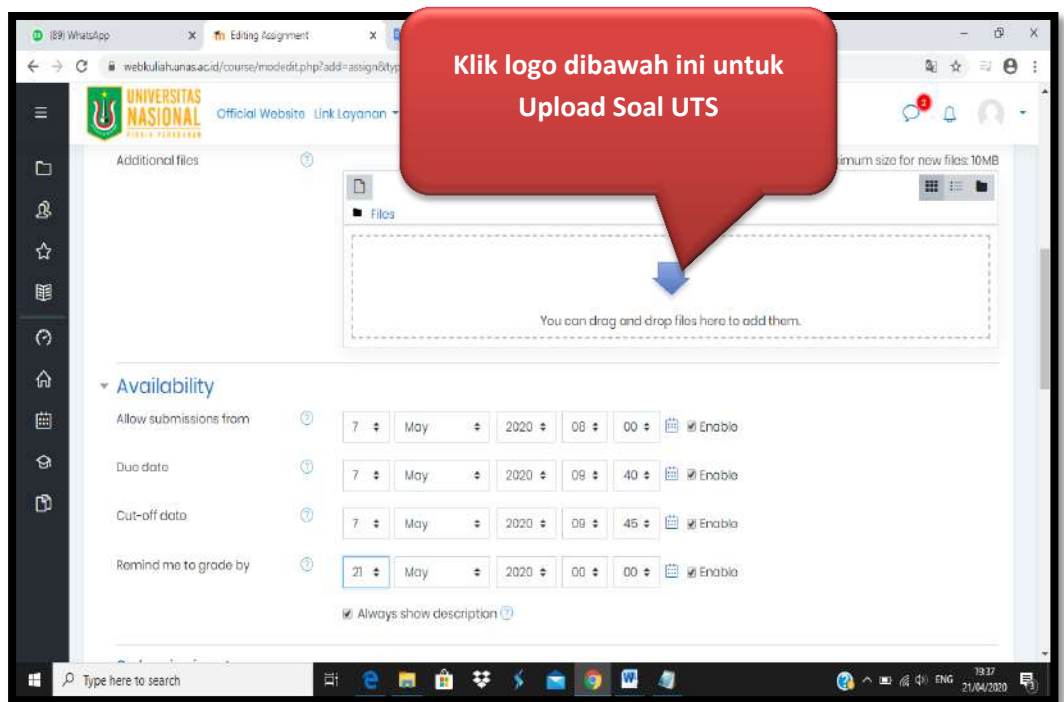 (89) WhatsApp
Editing Assignment
Klik logo dibawah ini untuk
Upload Soal UTS
webkuliah.unas.ac.id/course/modedit.php?add=assign&typ
UNIVERSITAS
NASIONAL
Official Website Link Layanan
2
Additional files
imum size for new files: 10MB
Files
You can drag and drop files here to add them.
Availability
Allow submissions from
7 May 2020 08 00 Enable
Due date
7 May 2020 09 40 Enable
Cut-off date
7 May 2020 09 45 Enable
Remind me to grade by
21 May 2020 00 00 Enable
Always show description
Type here to search
ENG
19:37
21/04/2020